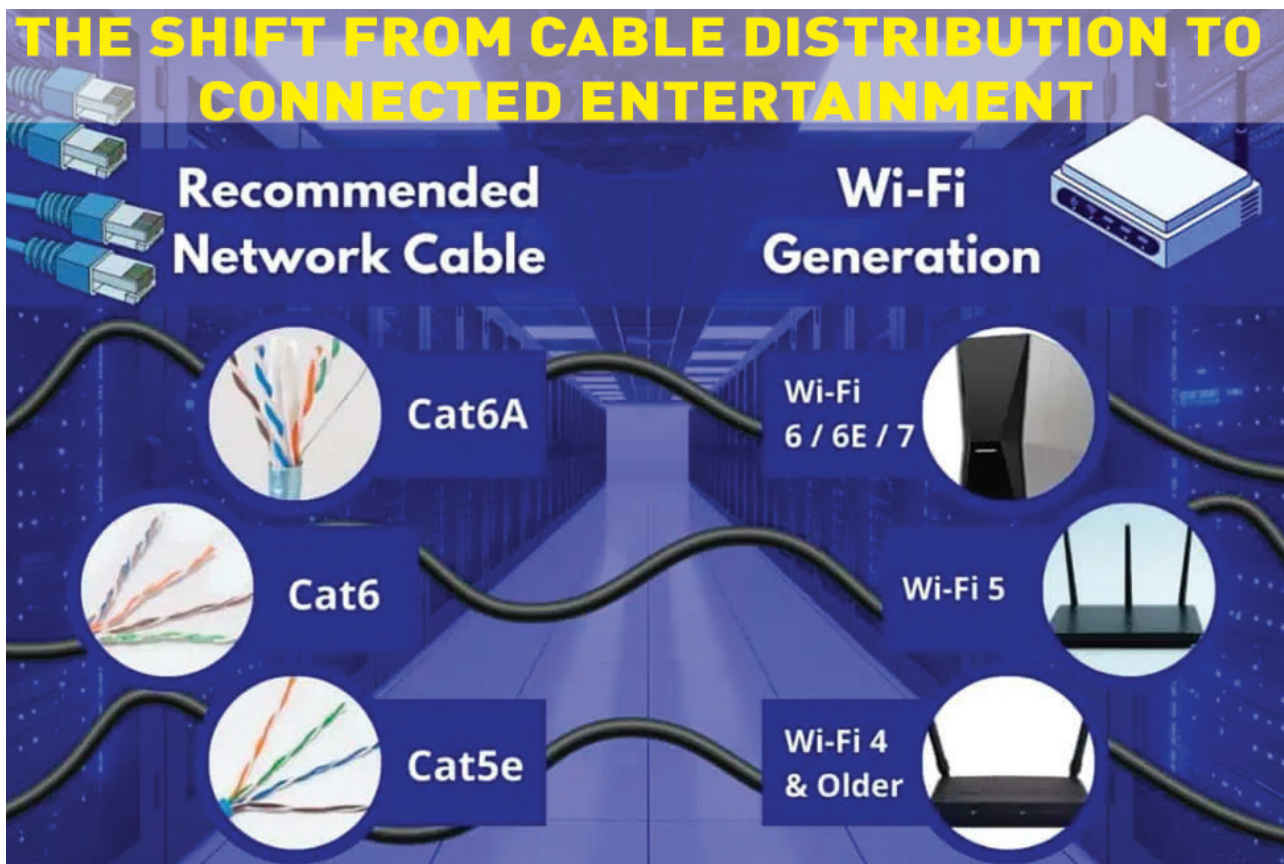 THE SHIFT FROM CABLE DISTRIBUTION TO
CONNECTED ENTERTAINMENT
Recommended
Network Cable
Wi-Fi
Generation
Cat6A
Wi-Fi
6 / 6E / 7
Cat6
Wi-Fi 5
Cat5e
Wi-Fi 4
& Older